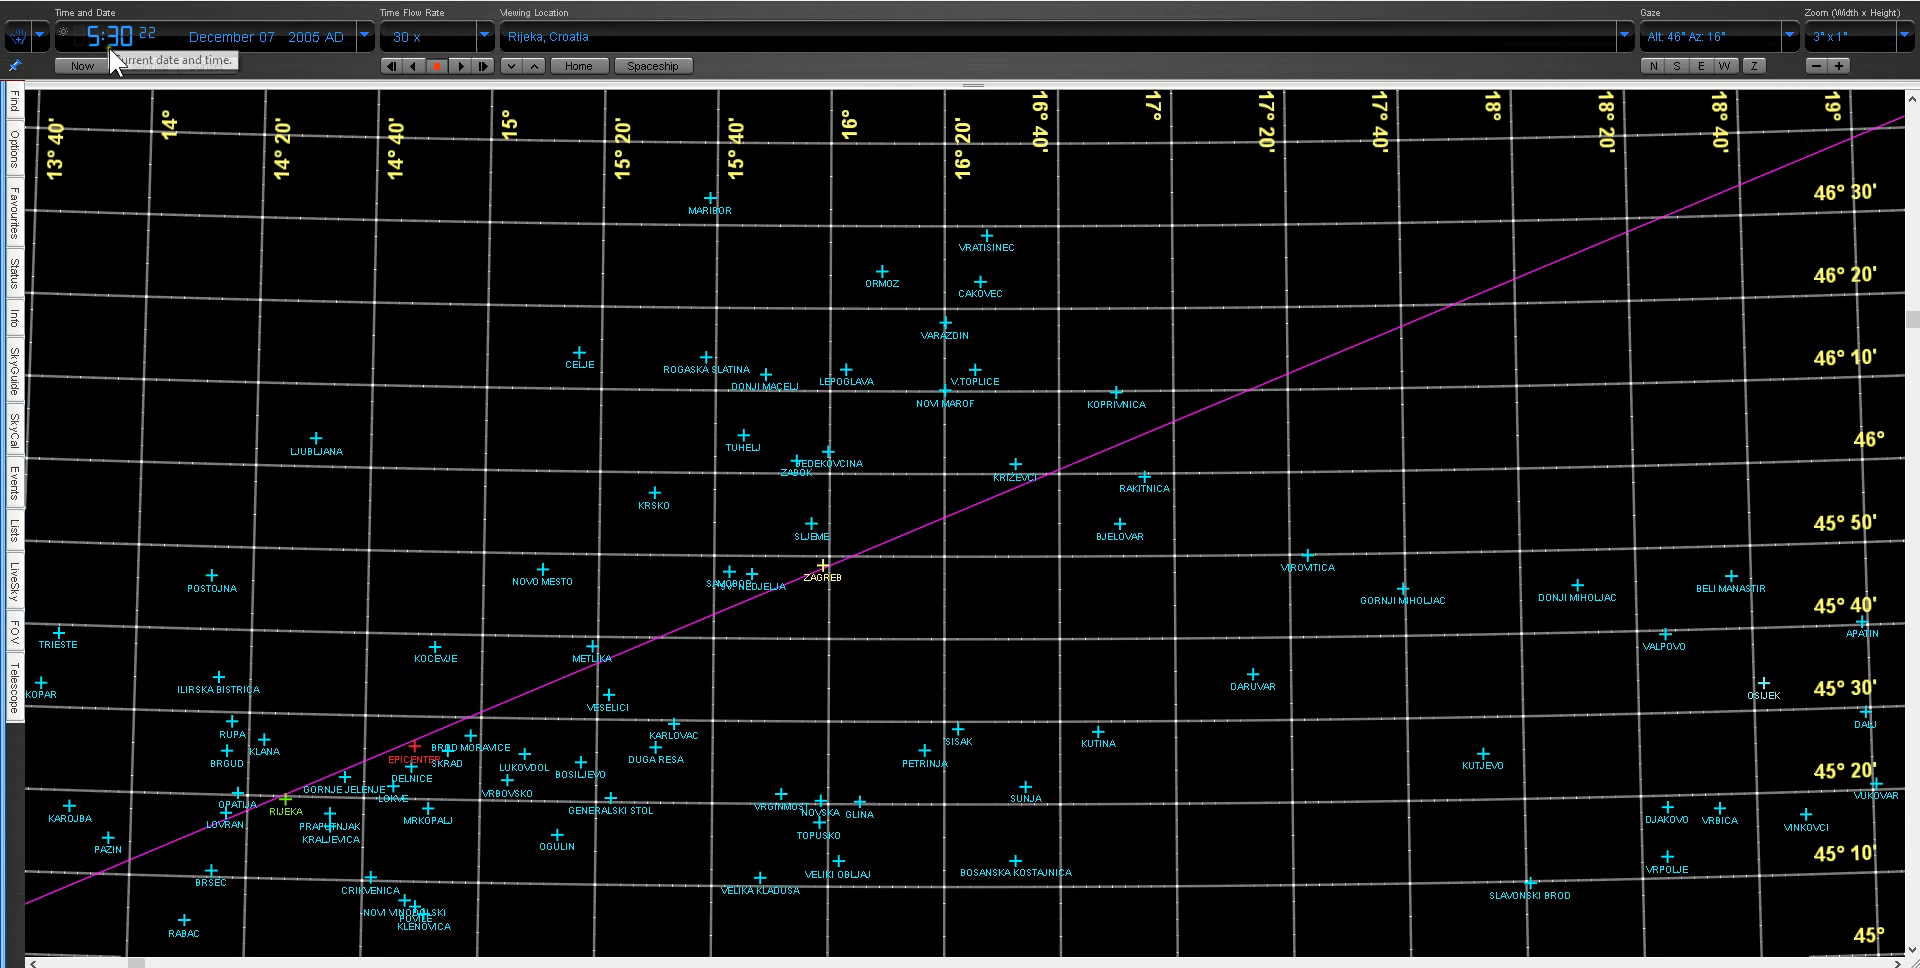 Time and Date
Time Flow Rate
Viewing Location
Gaze
Zoom (Width x Height)
5:30 22
December 07 2005 AD
30 x
Rijeka, Croatia
Alt: 46° Az: 16°
3° x 1°
Now
urrent date and time.
Home
Spaceship
N S E W Z
Find
Options
Favourites
Status
Info
SkyGuide
SkyCal
Events
Lists
LiveSky
FOV
Telescope
13° 40'
14°
14° 20'
14° 40'
15°
15° 20'
15° 40'
16°
16° 20'
16° 40'
17°
17° 20'
17° 40'
18°
18° 20'
18° 40'
19°
46° 30'
46° 20'
46° 10'
46°
45° 50'
45° 40'
45° 30'
45° 20'
45° 10'
45°
MARIBOR
VRATISINEC
ORMOZ
CAKOVEC
VARAZDIN
CELJE
ROGASKA SLATINA
DONJI MACELJ
LEPOGLAVA
V.TOPLICE
NOVI MAROF
KOPRIVNICA
LJUBLJANA
TUHELJ
BEDEKOVCINA
ZABOK
KRIZEVCI
RAKITNICA
KRSKO
SLJEME
BJELOVAR
VIROVITICA
ZAGREB
SAMOBOR
SV. NEDJELJA
NOVO MESTO
POSTOJNA
GORNJI MIHOLJAC
DONJI MIHOLJAC
BELI MANASTIR
APATIN
TRIESTE
KOCEVJE
METLIKA
VALPOVO
KOPAR
ILIRSKA BISTRICA
DARUVAR
OSIJEK
VESELICI
DALJ
RUPA
KLANA
BRGUD
BROD MORAVICE
EPICENTER
SKRAD
KARLOVAC
DUGA RESA
SISAK
PETRINJA
KUTINA
KUTJEVO
LUKOVDOL
BOSILJEVO
DELNICE
GORNJE JELENJE
LOKVE
VRBOVSKO
OPATIJA
RIJEKA
LOVRAN
GENERALSKI STOL
VRGINMOST
NOVSKA
GLINA
SUNJA
VUKOVAR
KAROJBA
MRKOPALJ
PRAPUTNJAK
KRALJEVICA
TOPUSKO
DJAKOVO
VRBICA
VINKOVCI
PAZIN
OGULIN
BRSEC
VELIKI OBLJAJ
BOSANSKA KOSTAJNICA
VRPOLJE
CRIKVENICA
VELIKA KLADUSA
SLAVONSKI BROD
NOVI VINODOLSKI
POVILE
KLENOVICA
RABAC